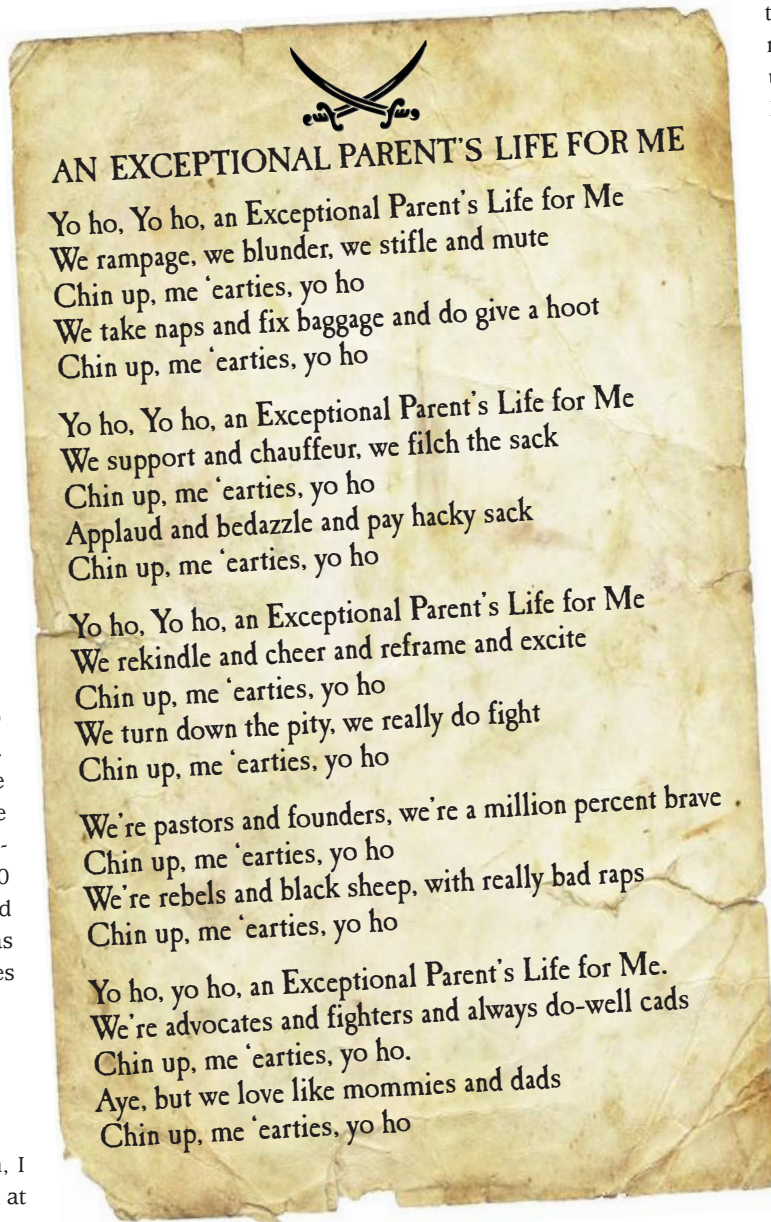 AN EXCEPTIONAL PARENT'S LIFE FOR ME
Yo ho, Yo ho, an Exceptional Parent's Life for Me
We rampage, we blunder, we stifle and mute
Chin up, me ‘earties, yo ho
We take naps and fix baggage and do give a hoot
Chin up, me ‘earties, yo ho
Yo ho, Yo ho, an Exceptional Parent's Life for Me
We support and chauffeur, we filch the sack
Chin up, me ‘earties, yo ho
Applaud and bedazzle and pay hacky sack
Chin up, me ‘earties, yo ho
Yo ho, Yo ho, an Exceptional Parent's Life for Me
We rekindle and cheer and reframe and excite
Chin up, me ‘earties, yo ho
We turn down the pity, we really do fight
Chin up, me ‘earties, yo ho
We're pastors and founders, we're a million percent brave .
Chin up, me ‘earties, yo ho
We're rebels and black sheep, with really bad raps
Chin up, me ‘earties, yo ho
Yo ho, yo ho, an Exceptional Parent's Life for Me.
We're advocates and fighters and always do-well cads
Chin up, me ‘earties, yo ho.
Aye, but we love like mommies and dads
Chin up, me ‘earties, yo ho